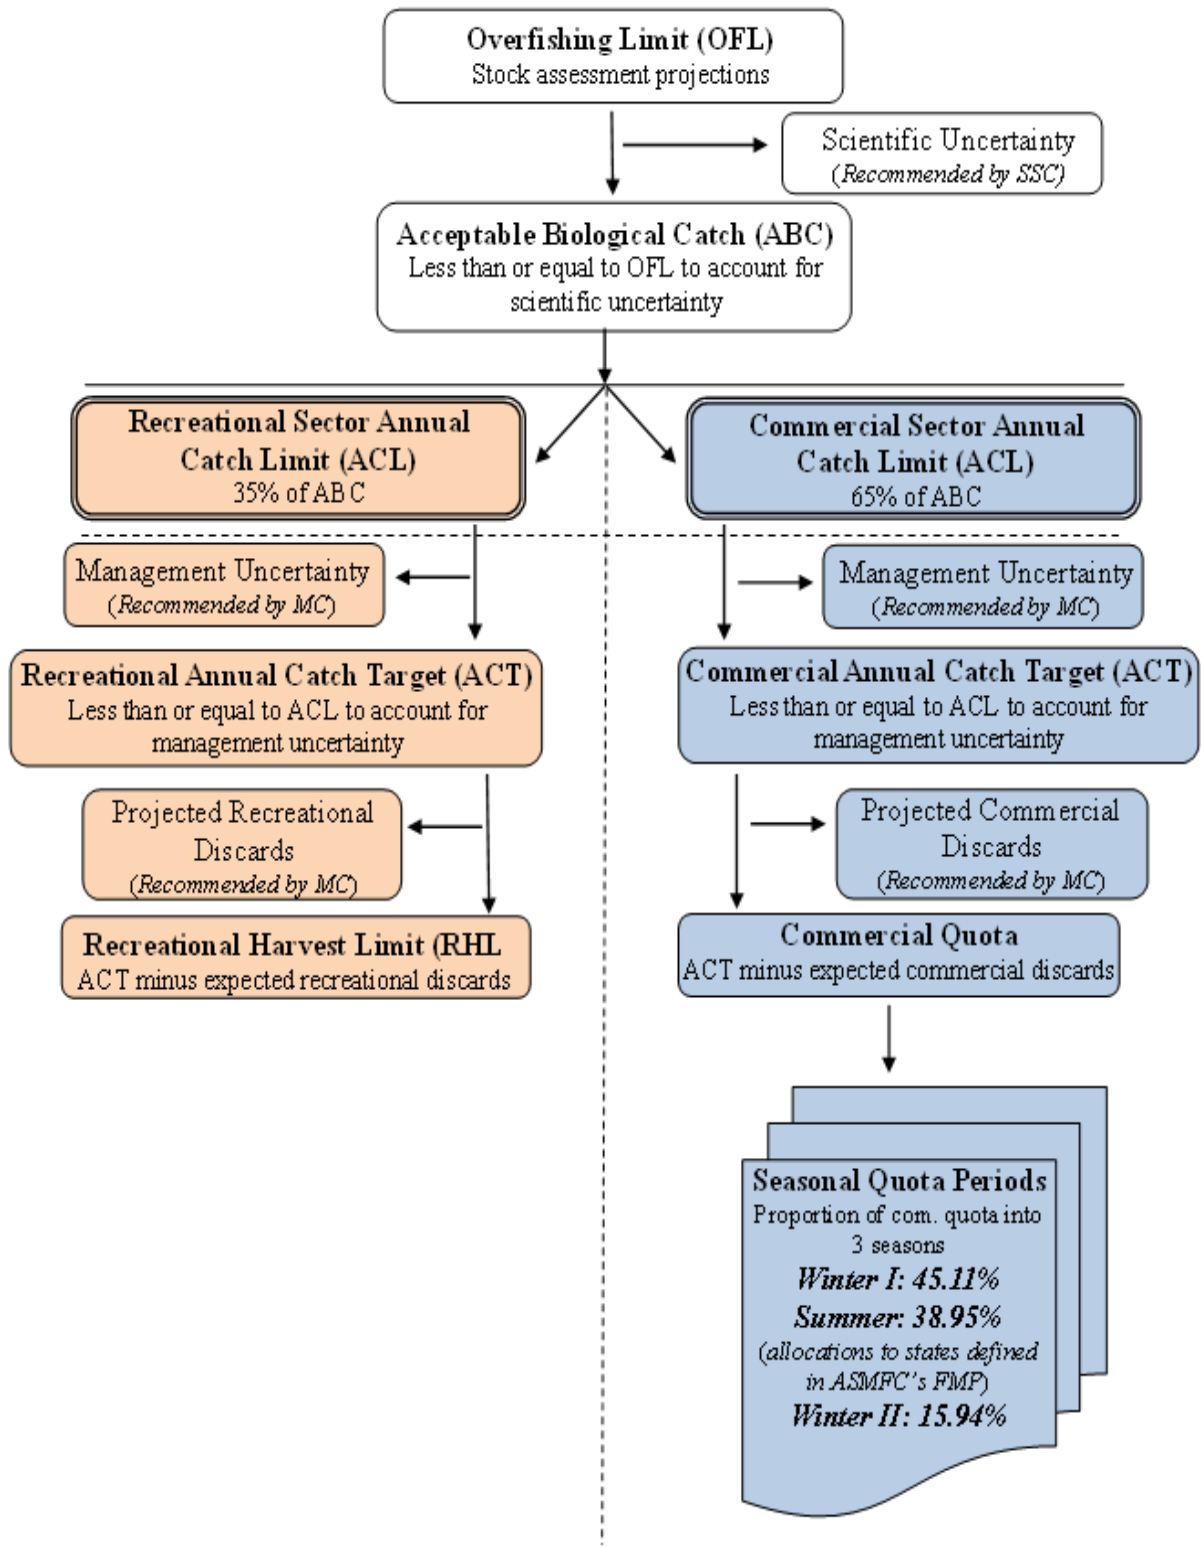 Overfishing Limit (OFL)
Stock assessment projections
Scientific Uncertainty
(Recommended by SSC)
Acceptable Biological Catch (ABC)
Less than or equal to OFL to account for
scientific uncertainty
Recreational Sector Annual
Catch Limit (ACL)
35% of ABC
Commercial Sector Annual
Catch Limit (ACL)
65% of ABC
Management Uncertainty
(Recommended by MC)
Management Uncertainty
(Recommended by MC)
Recreational Annual Catch Target (ACT)
Less than or equal to ACL to account for
management uncertainty
Commercial Annual Catch Target (ACT)
Less than or equal to ACL to account for
management uncertainty
Projected Recreational
Discards
(Recommended by MC)
Projected Commercial
Discards
(Recommended by MC)
Recreational Harvest Limit (RHL
ACT minus expected recreational discards
Commercial Quota
ACT minus expected commercial discards
Seasonal Quota Periods
Proportion of com. quota into
3 seasons
Winter I: 45.11%
Summer: 38.95%
(allocations to states defined
in ASMFC''s FMP)
Winter II: 15.94%